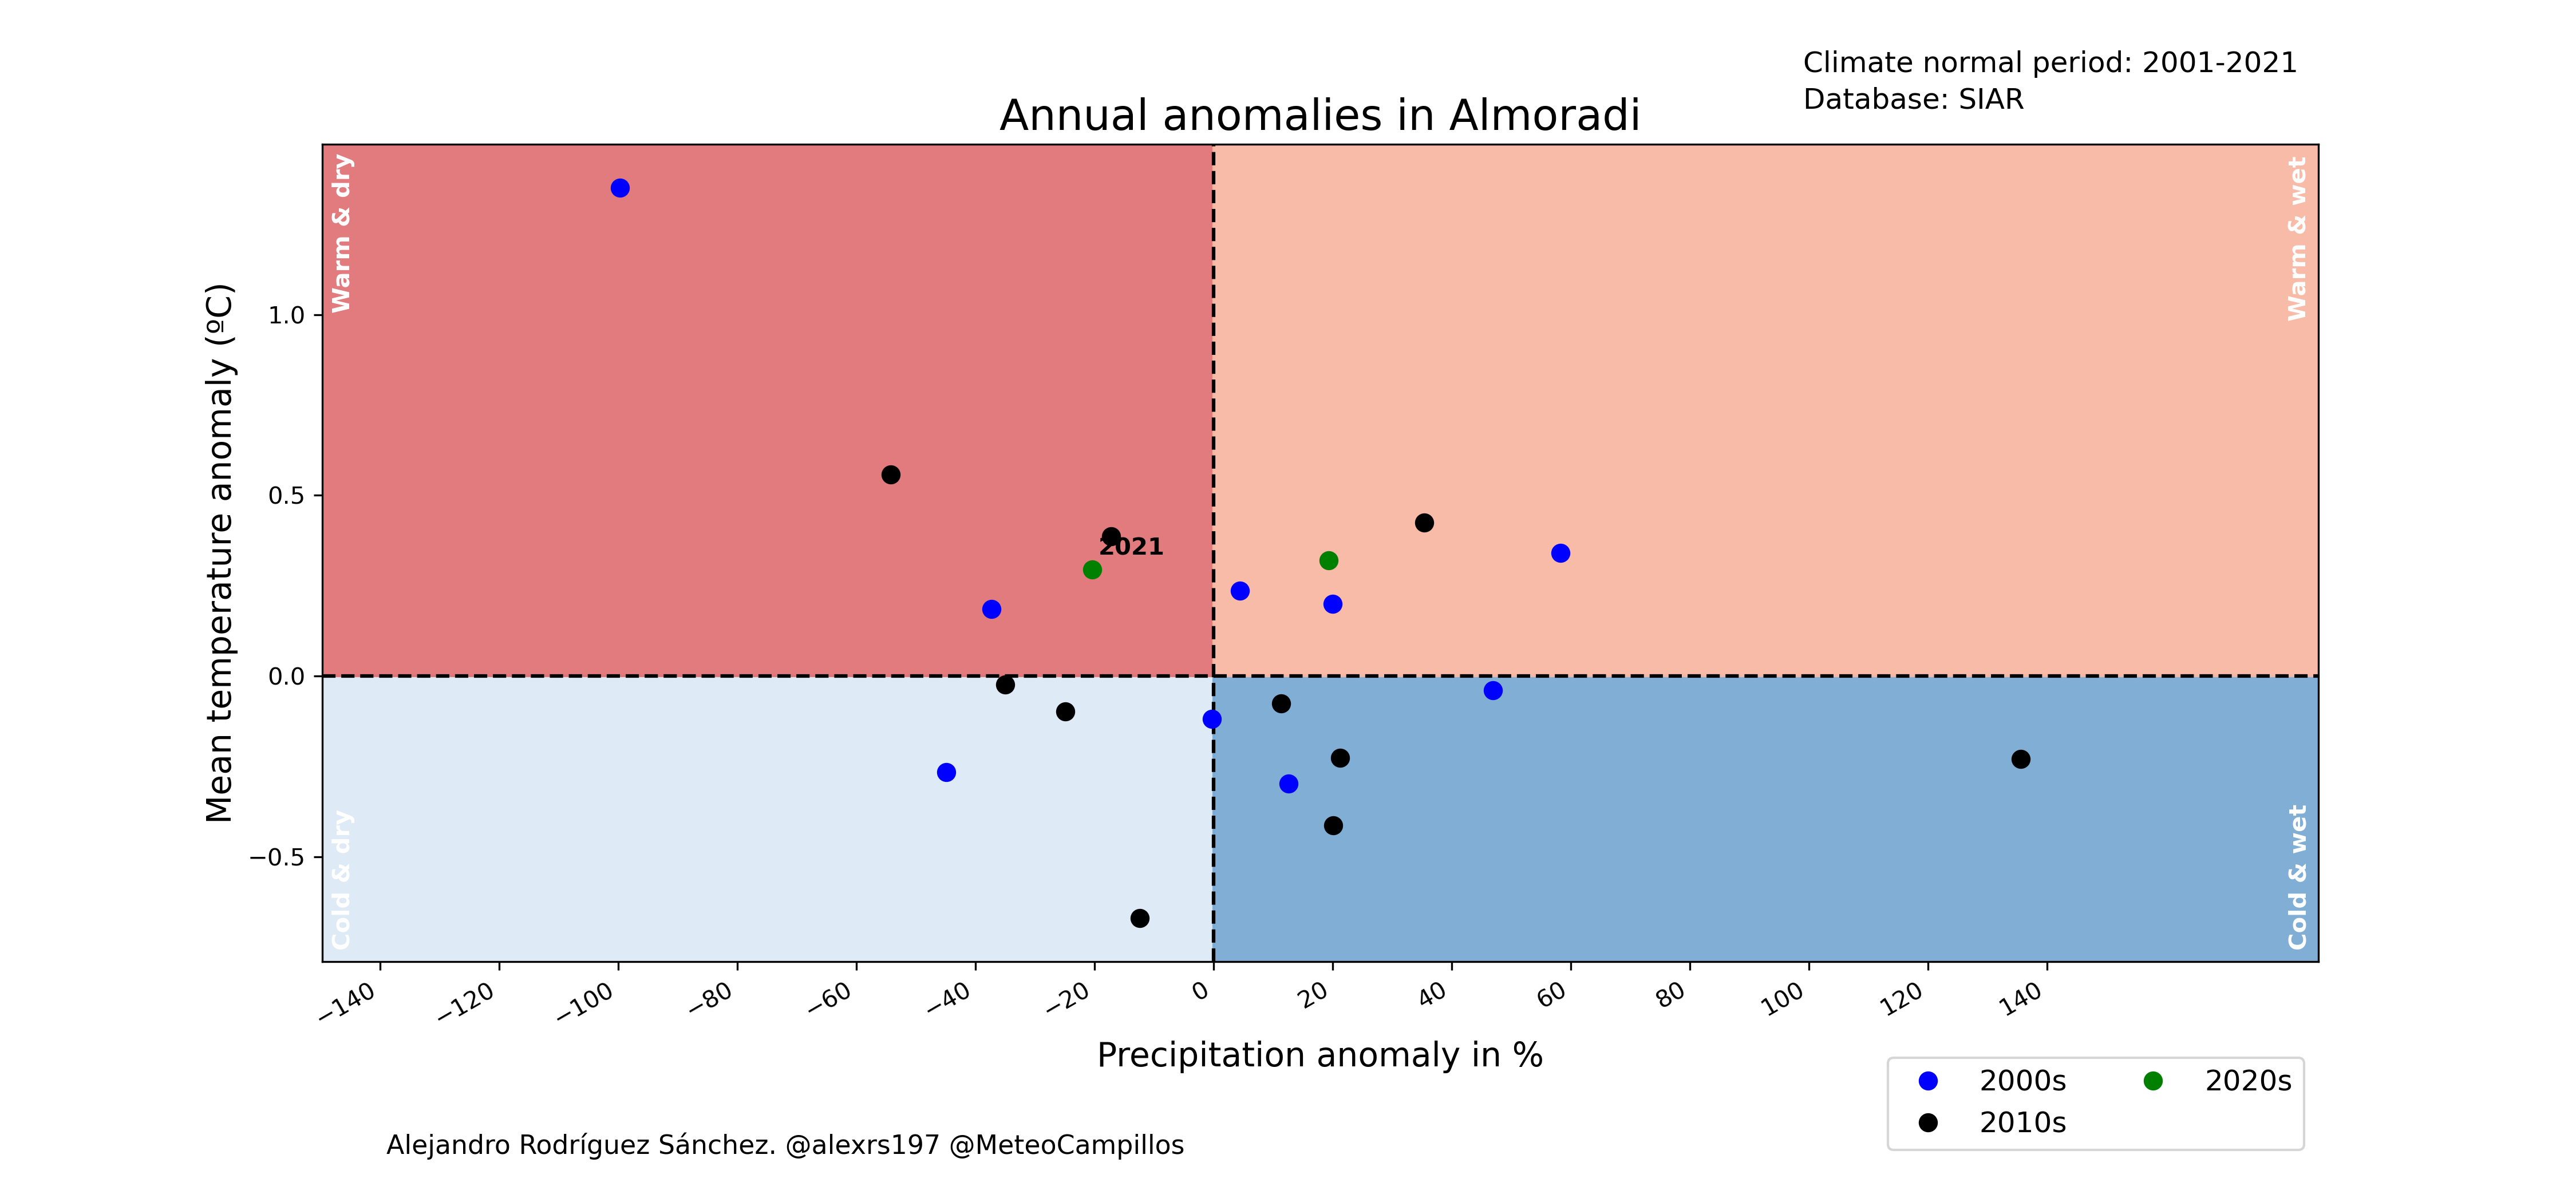 Climate normal period: 2001-2021
Database: SIAR
Annual anomalies in Almoradi
Warm & dry
Warm & wet
Mean temperature anomaly (ºC)
1.0
0.5
0.0
−0.5
2021
Cold & dry
Cold & wet
−140 −120 −100 −80 −60 −40 −20 0 20 40 60 80 100 120 140
Precipitation anomaly in %
2000s 2020s
2010s
Alejandro Rodríguez Sánchez. @alexrs197 @MeteoCampillos